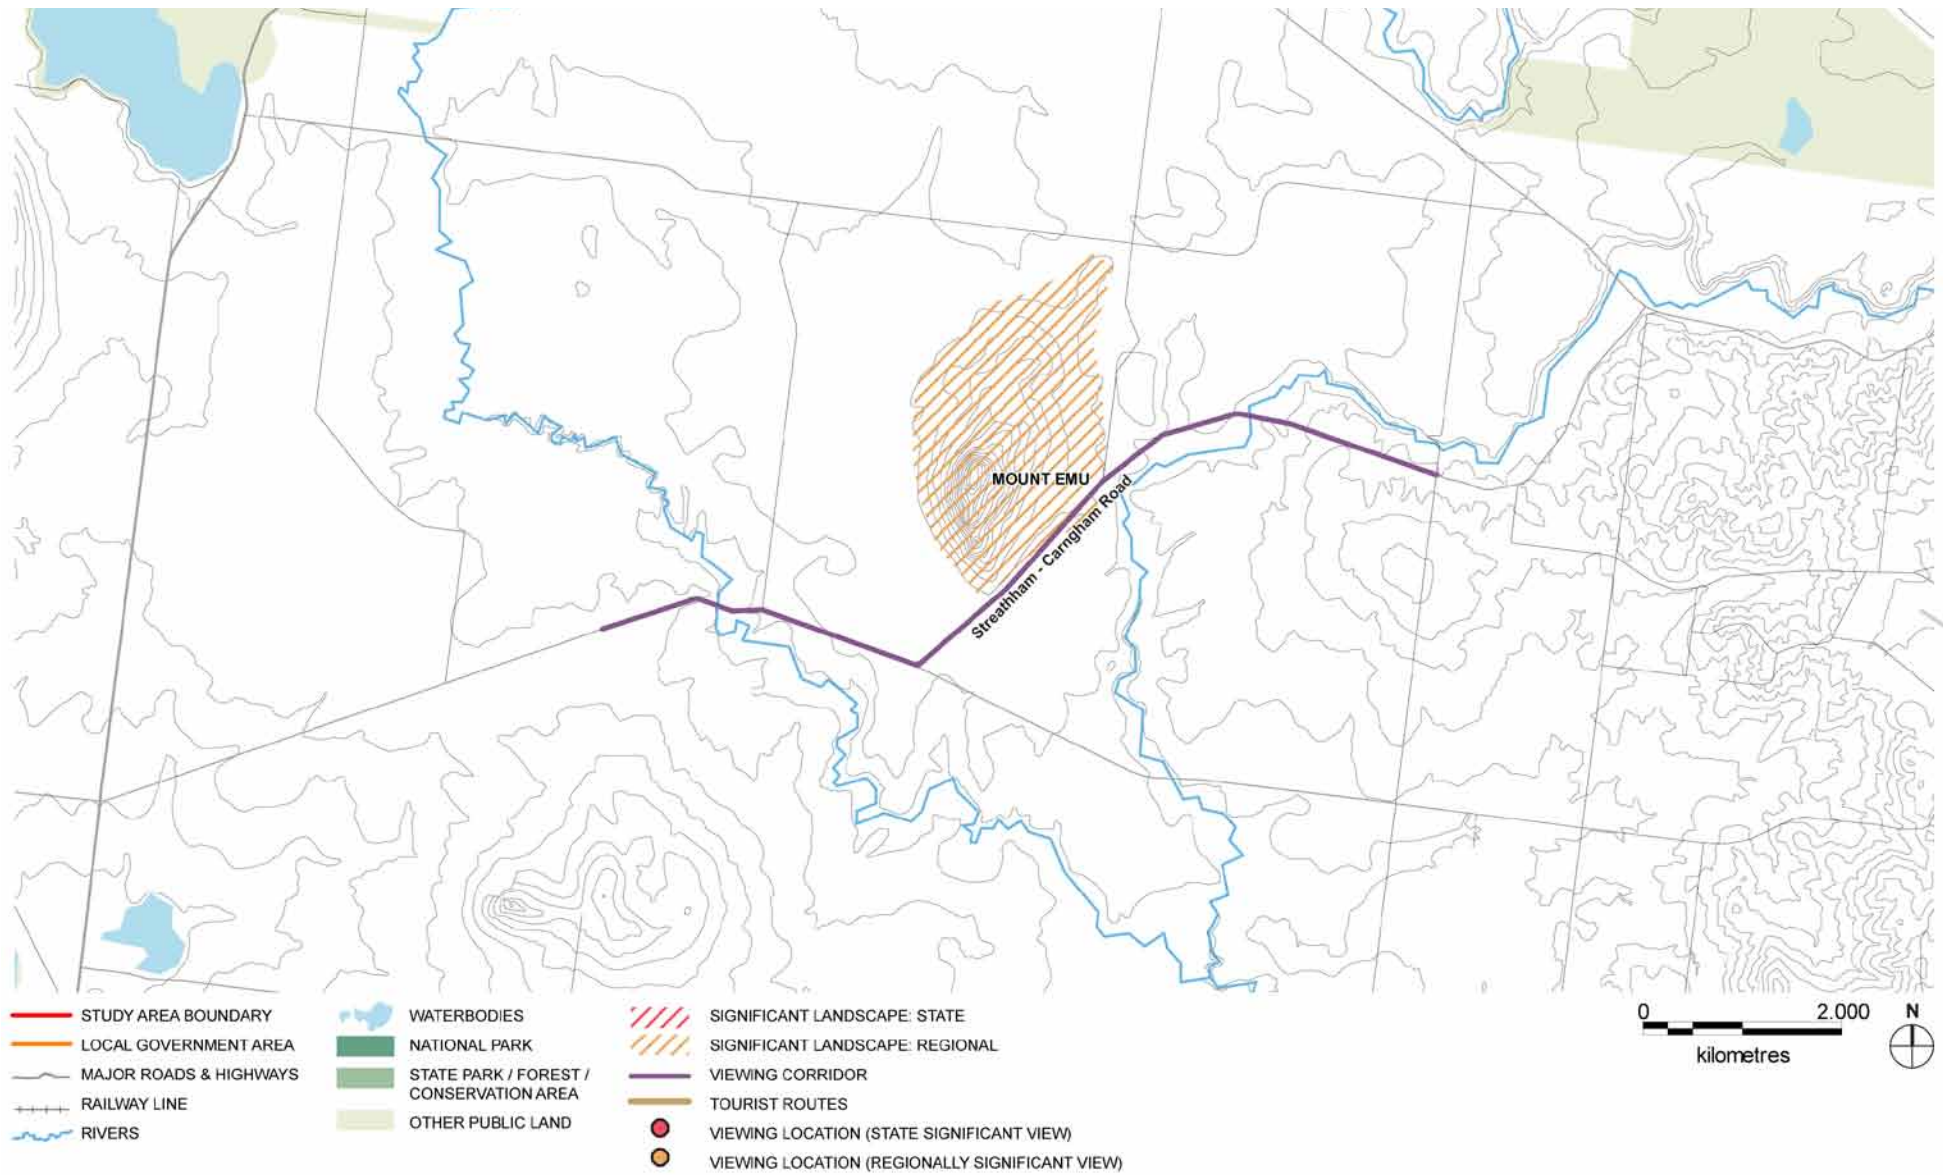 MOUNT EMU
Streathham - Carngham Road
STUDY AREA BOUNDARY
LOCAL GOVERNMENT AREA
MAJOR ROADS & HIGHWAYS
RAILWAY LINE
RIVERS
WATERBODIES
NATIONAL PARK
STATE PARK / FOREST /
CONSERVATION AREA
OTHER PUBLIC LAND
SIGNIFICANT LANDSCAPE: STATE
SIGNIFICANT LANDSCAPE: REGIONAL
VIEWING CORRIDOR
TOURIST ROUTES
VIEWING LOCATION (STATE SIGNIFICANT VIEW)
VIEWING LOCATION (REGIONALLY SIGNIFICANT VIEW)
0 2.000
kilometres
N